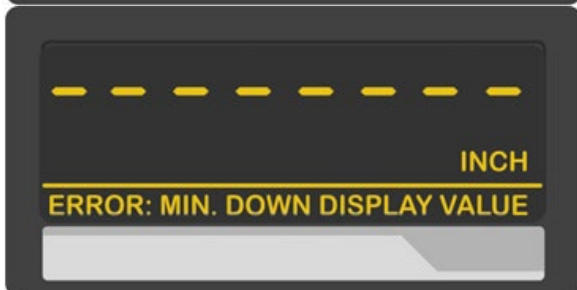 - - - - - - - -
INCH
ERROR: MIN. DOWN DISPLAY VALUE